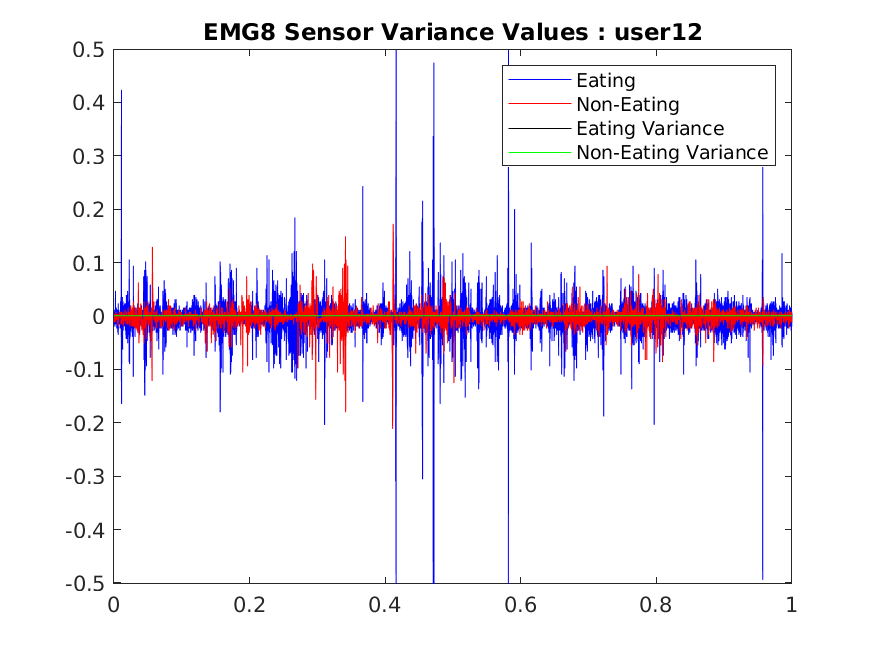 EMG8 Sensor Variance Values : user12
0.5
0.4
0.3
0.2
0.1
0
-0.1
-0.2
-0.3
-0.4
-0.5
Eating
Non-Eating
Eating Variance
Non-Eating Variance
0 0.2 0.4 0.6 0.8 1